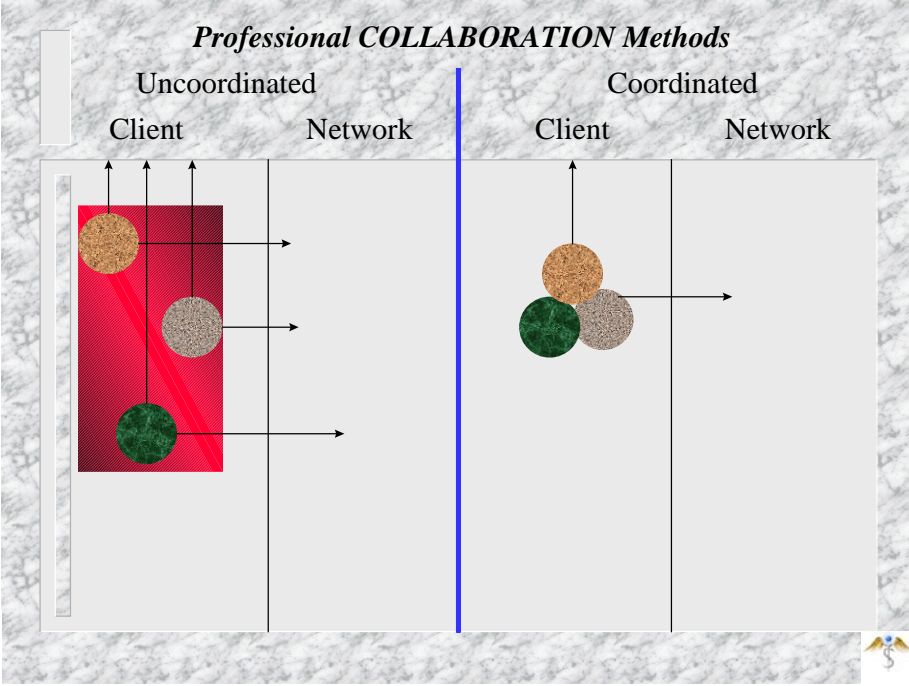 Professional COLLABORATION Methods
Uncoordinated
Coordinated
Client
Network
Client
Network